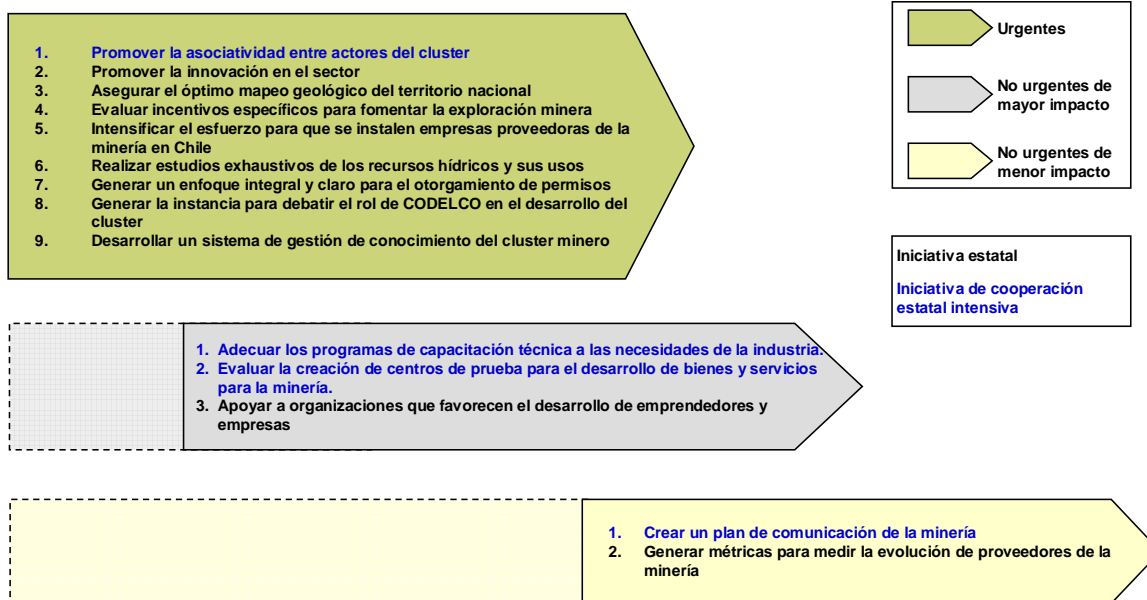 1. Promover la asociatividad entre actores del cluster
2. Promover la innovación en el sector
3. Asegurar el óptimo mapeo geológico del territorio nacional
4. Evaluar incentivos específicos para fomentar la exploración minera
5. Intensificar el esfuerzo para que se instalen empresas proveedoras de la
minería en Chile
6. Realizar estudios exhaustivos de los recursos hídricos y sus usos
7. Generar un enfoque integral y claro para el otorgamiento de permisos
8. Generar la instancia para debatir el rol de CODELCO en el desarrollo del
cluster
9. Desarrollar un sistema de gestión de conocimiento del cluster minero
Urgentes
No urgentes de
mayor impacto
No urgentes de
menor impacto
Iniciativa estatal
Iniciativa de cooperación
estatal intensiva
1. Adecuar los programas de capacitación técnica a las necesidades de la industria.
2. Evaluar la creación de centros de prueba para el desarrollo de bienes y servicios
para la minería.
3. Apoyar a organizaciones que favorecen el desarrollo de emprendedores y
empresas
1. Crear un plan de comunicación de la minería
2. Generar métricas para medir la evolución de proveedores de la
minería